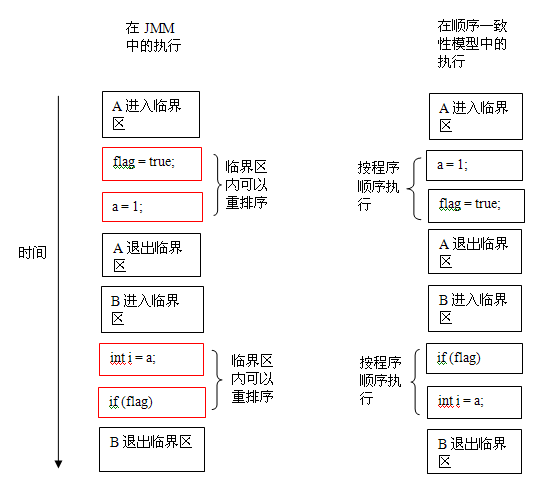 在 JMM
中的执行
在顺序一致
性模型中的
执行
时间
A 进入临界
区
flag = true;
a = 1;
临界区
内可以
重排序
A 退出临界
区
B 进入临界
区
int i = a;
if (flag)
临界区
内可以
重排序
B 退出临界区
A 进入临界
区
a = 1;
flag = true;
按程序
顺序执
行
A 退出临界
区
B 进入临界
区
if (flag)
int i = a;
按程序
顺序执
行
B 退出临界
区